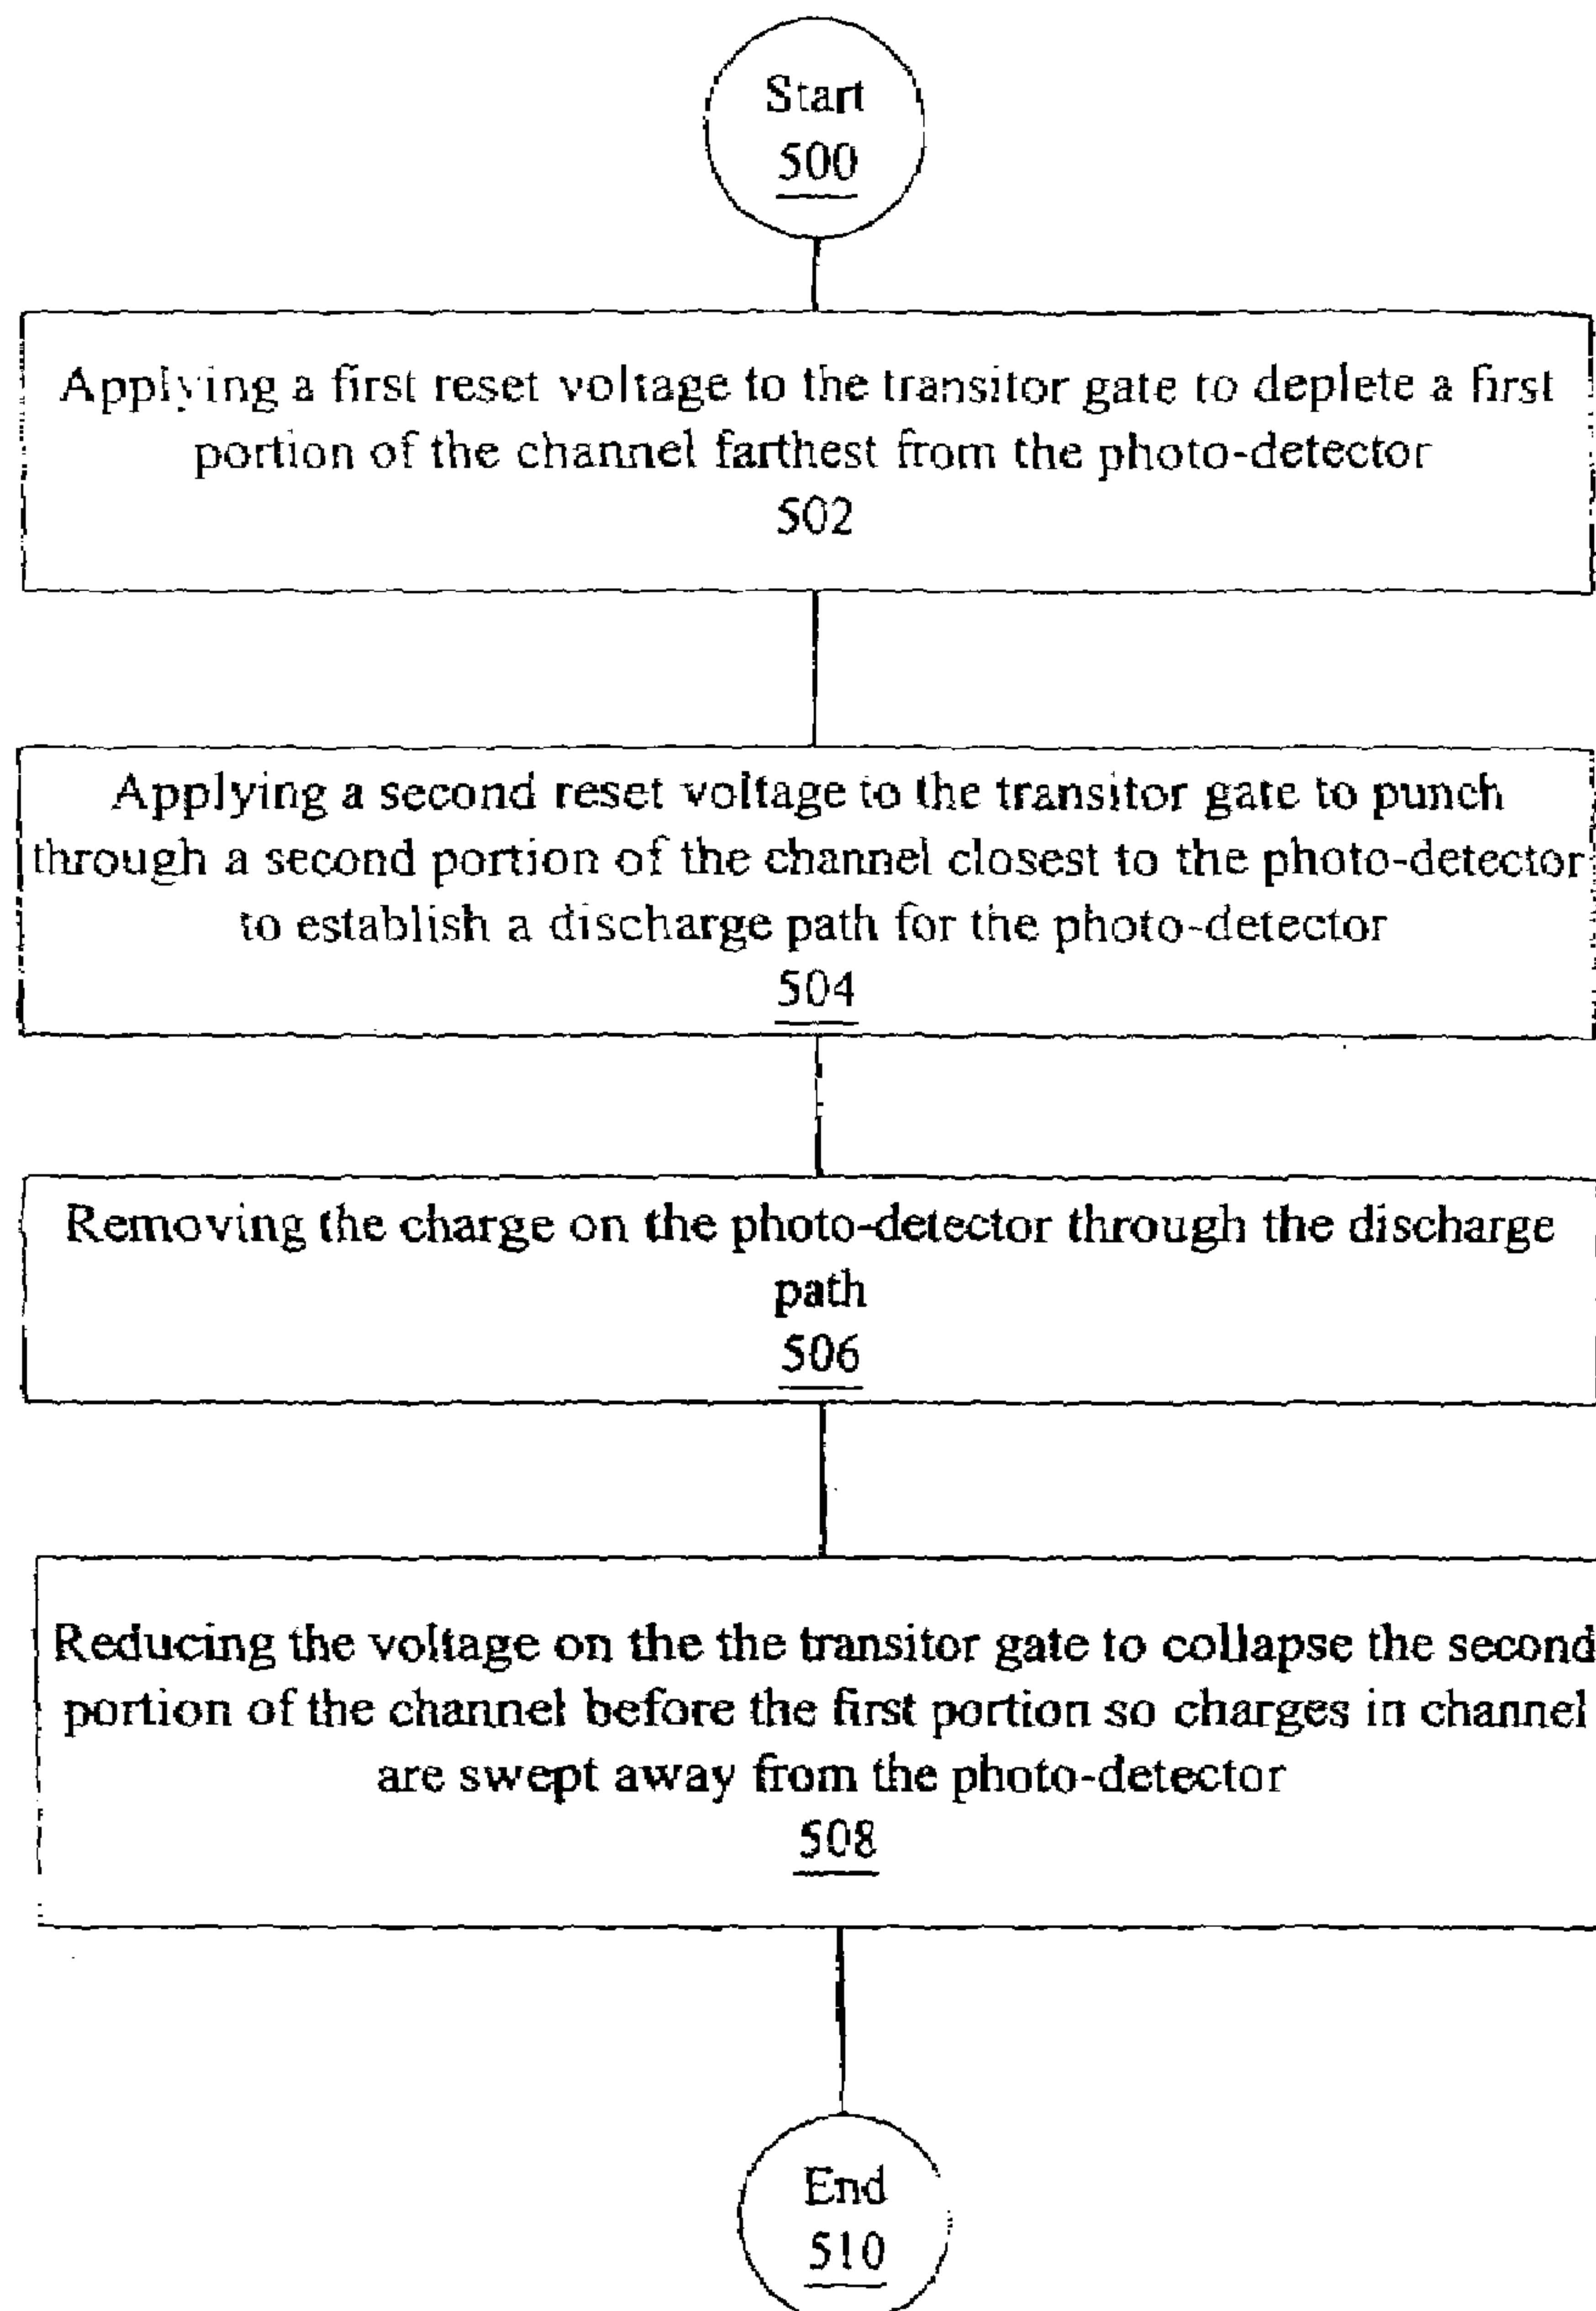 Start
500
Applying a first reset voltage to the transitor gate to deplete a first
portion of the channel farthest from the photo-detector
502
Applying a second reset voltage to the transitor gate to punch
through a second portion of the channel closest to the photo-detector
to establish a discharge path for the photo-detector
504
Removing the charge on the photo-detector through the discharge
path
506
Reducing the voltage on the the transitor gate to collapse the second
portion of the channel before the first portion so charges in channel
are swept away from the photo-detector
508
End
510